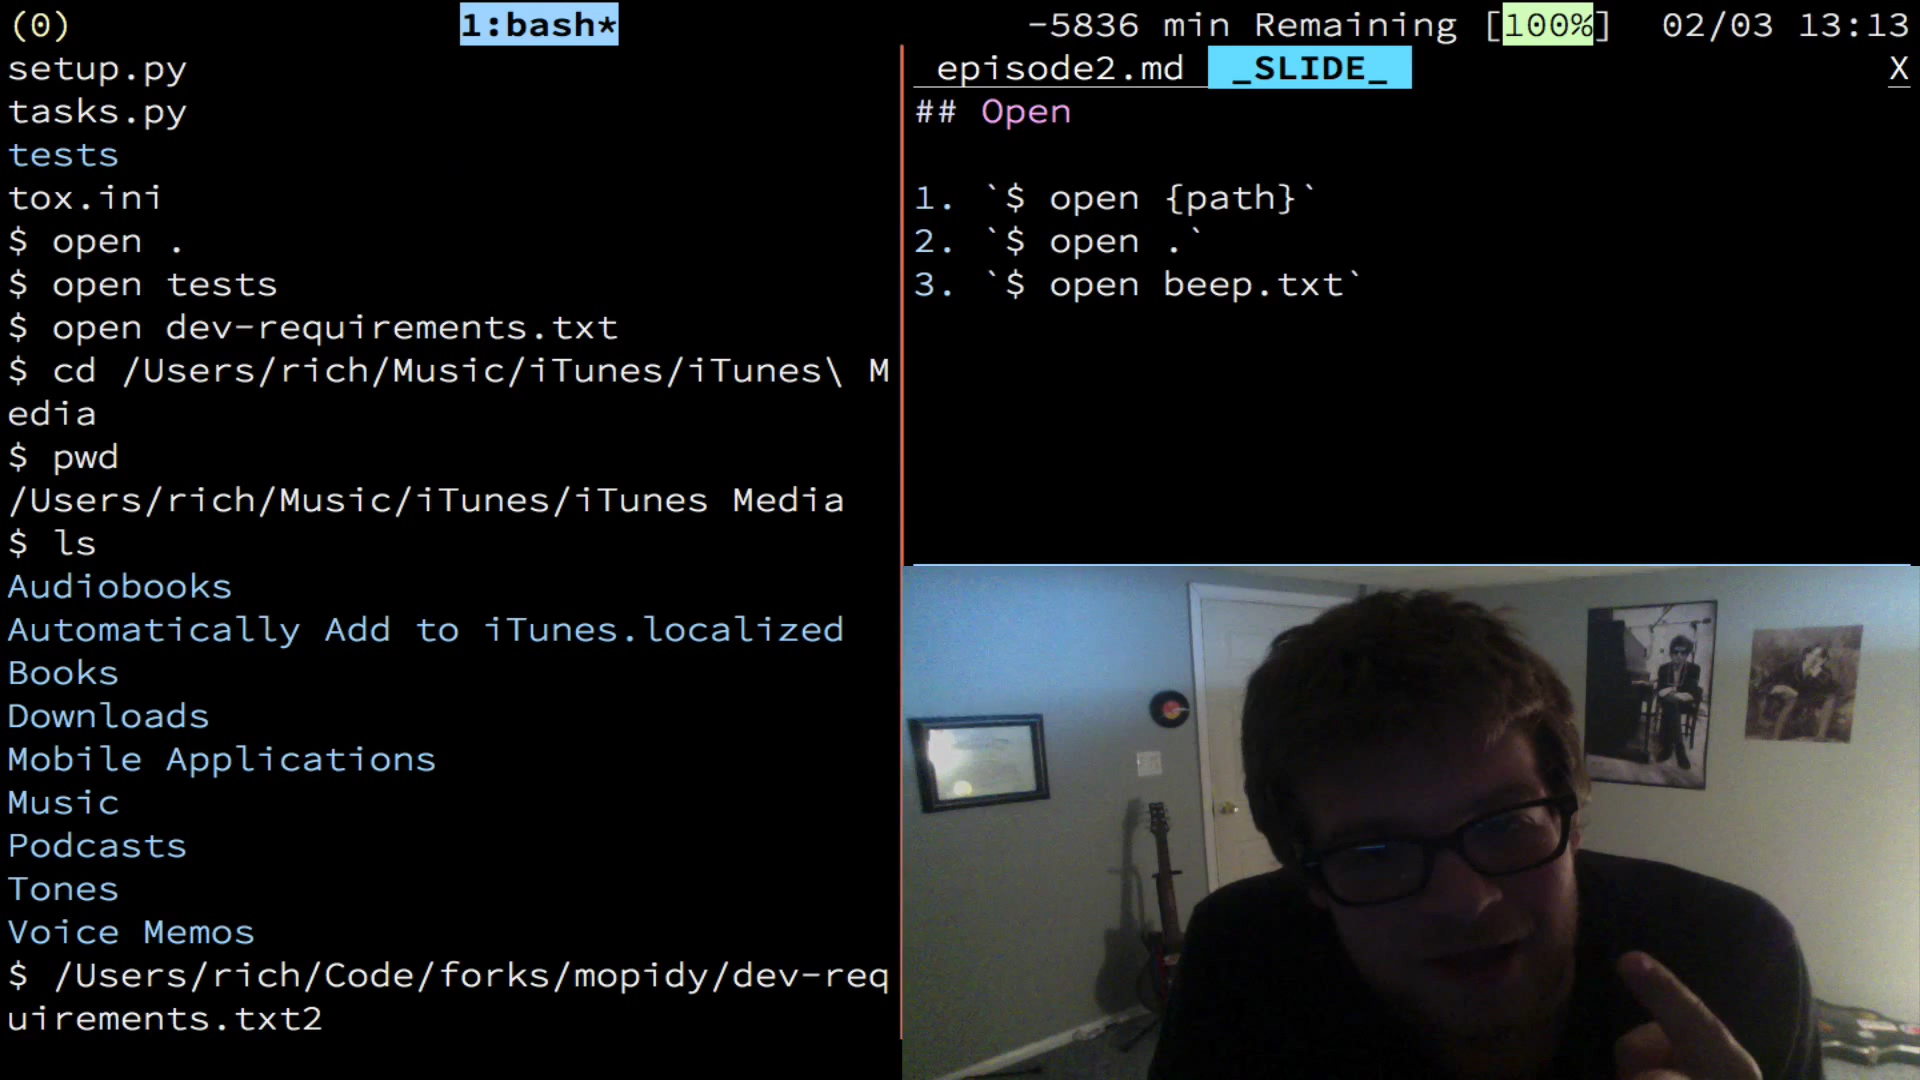 (0) 1:bash* -5836 min Remaining [100%] 02/03 13:13
setup.py
tasks.py
tests
tox.ini
$ open .
$ open tests
$ open dev-requirements.txt
$ cd /Users/rich/Music/iTunes/iTunes\ M
edia
$ pwd
/Users/rich/Music/iTunes/iTunes Media
$ ls
Audiobooks
Automatically Add to iTunes.localized
Books
Downloads
Mobile Applications
Music
Podcasts
Tones
Voice Memos
$ /Users/rich/Code/forks/mopidy/dev-req
uirements.txt2
episode2.md _SLIDE_ X
## Open
1. `$ open {path}`
2. `$ open .`
3. `$ open beep.txt`